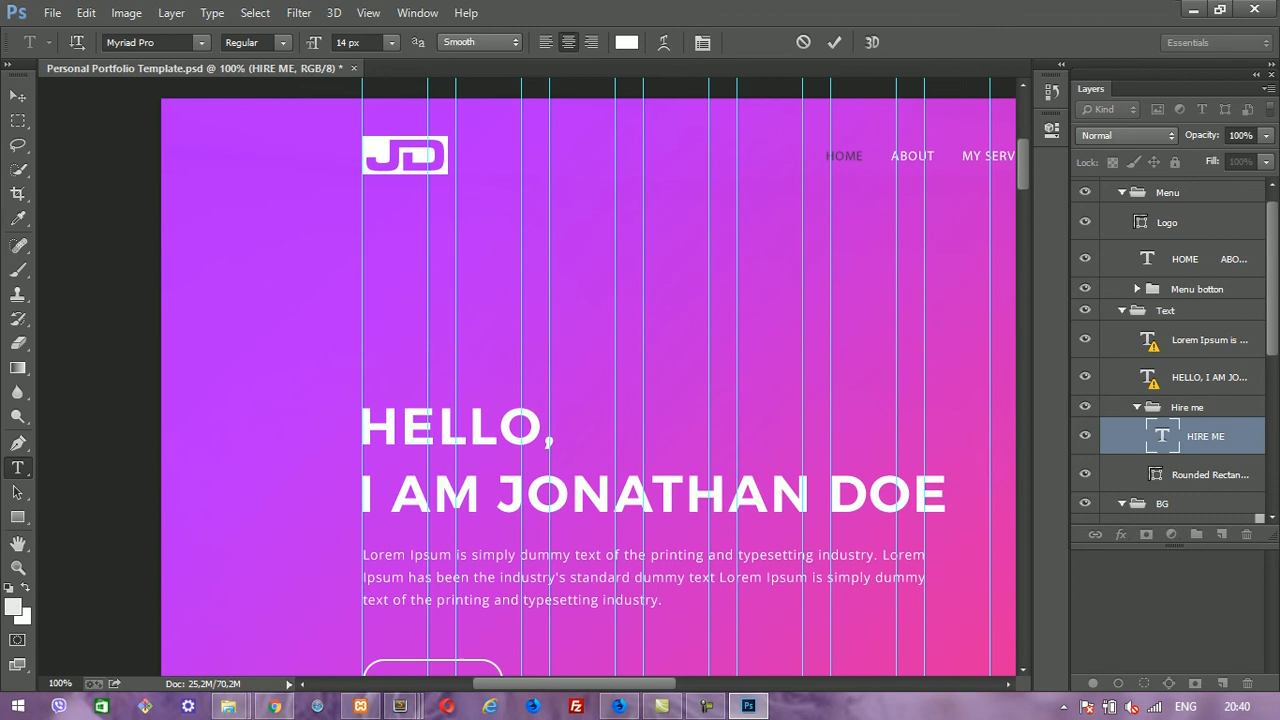 Ps File Edit Image Layer Type Select Filter 3D View Window Help
T Myriad Pro Regular 14 px aa Smooth 3D Essentials
Personal Portfolio Template.psd @ 100% (HIRE ME, RGB/8) *
Layers
Kind
Normal Opacity: 100%
Lock: Fill: 100%
Menu
Logo
HOME ABO...
Menu botton
Text
Lorem Ipsum is ...
HELLO, I AM JO...
Hire me
HIRE ME
Rounded Rectan...
BG
JD
HOME ABOUT MY SERV
HELLO,
I AM JONATHAN DOE
Lorem Ipsum is simply dummy text of the printing and typesetting industry. Lorem
Ipsum has been the industry's standard dummy text Lorem Ipsum is simply dummy
text of the printing and typesetting industry.
100% Doc: 25,2M/70,2M
ENG 20:40